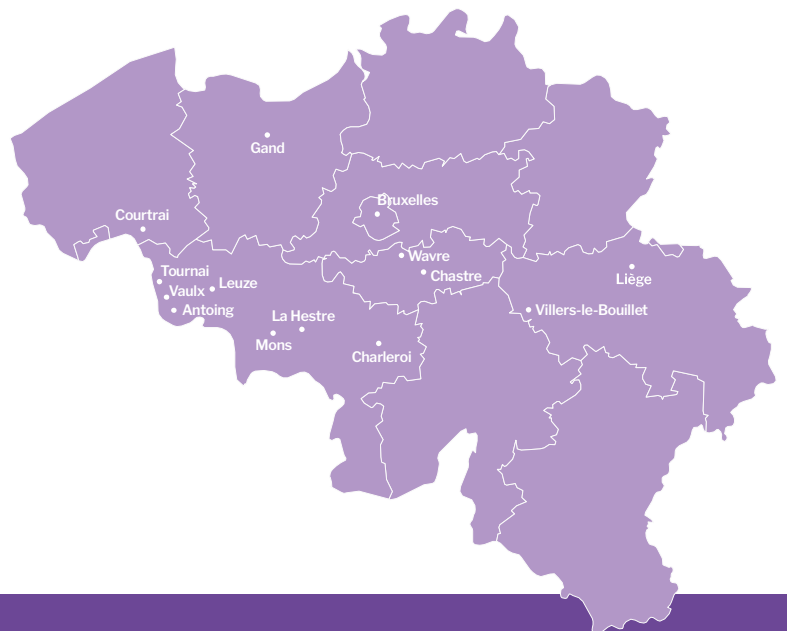 Gand
Bruxelles
Courtrai
Wavre
Tournai
Chastre
Liège
Leuze
Vaulx
Antoing
Villers-le-Bouillet
La Hestre
Mons
Charleroi